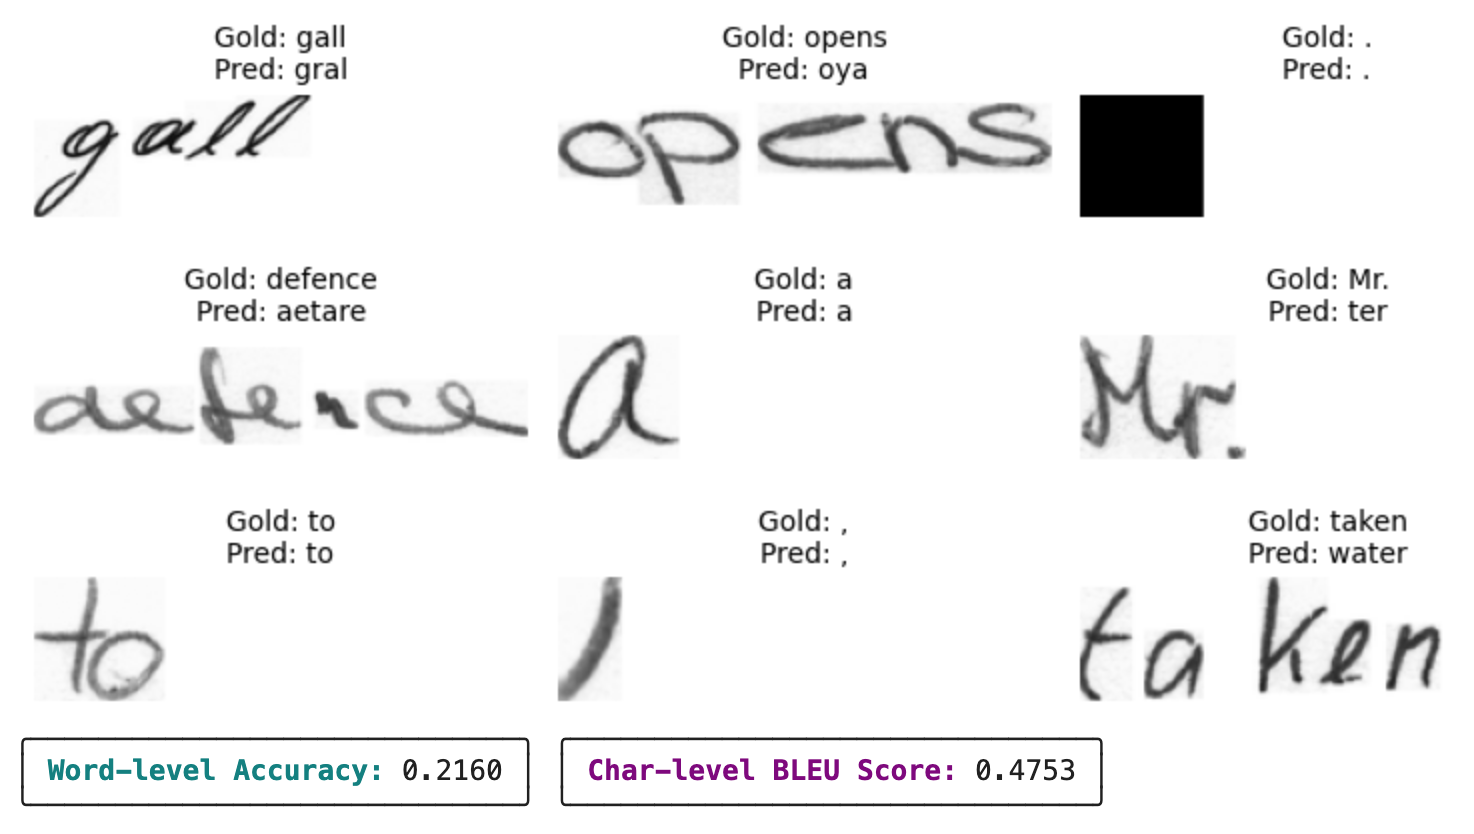 Gold: gall
Pred: gral
gall
Gold: opens
Pred: oya
opens
Gold: .
Pred: .
Gold: defence
Pred: aetare
defence
Gold: a
Pred: a
a
Gold: Mr.
Pred: ter
Mr.
Gold: to
Pred: to
to
Gold: ,
Pred: ,
,
Gold: taken
Pred: water
taken
Word-level Accuracy: 0.2160
Char-level BLEU Score: 0.4753